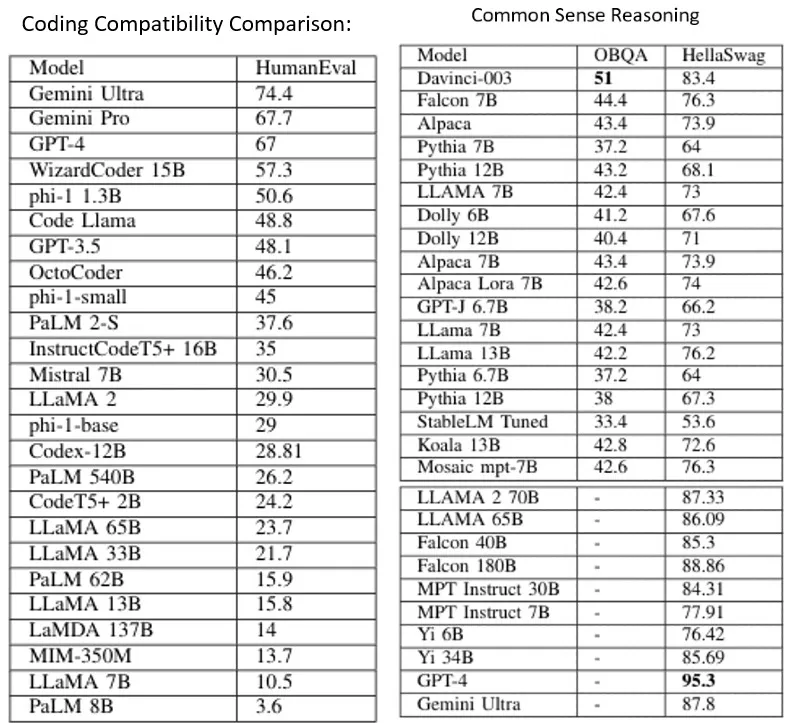 Coding Compatibility Comparison:
Model HumanEval
Gemini Ultra 74.4
Gemini Pro 67.7
GPT-4 67
WizardCoder 15B 57.3
phi-1 1.3B 50.6
Code Llama 48.8
GPT-3.5 48.1
OctoCoder 46.2
phi-1-small 45
PaLM 2-S 37.6
InstructCodeT5+ 16B 35
Mistral 7B 30.5
LLaMA 2 29.9
phi-1-base 29
Codex-12B 28.81
PaLM 540B 26.2
CodeT5+ 2B 24.2
LLaMA 65B 23.7
LLaMA 33B 21.7
PaLM 62B 15.9
LLaMA 13B 15.8
LaMDA 137B 14
MIM-350M 13.7
LLaMA 7B 10.5
PaLM 8B 3.6
Common Sense Reasoning
Model OBQA HellaSwag
Davinci-003 51 83.4
Falcon 7B 44.4 76.3
Alpaca 43.4 73.9
Pythia 7B 37.2 64
Pythia 12B 43.2 68.1
LLAMA 7B 42.4 73
Dolly 6B 41.2 67.6
Dolly 12B 40.4 71
Alpaca 7B 43.4 73.9
Alpaca Lora 7B 42.6 74
GPT-J 6.7B 38.2 66.2
LLama 7B 42.4 73
LLama 13B 42.2 76.2
Pythia 6.7B 37.2 64
Pythia 12B 38 67.3
StableLM Tuned 33.4 53.6
Koala 13B 42.8 72.6
Mosaic mpt-7B 42.6 76.3
LLAMA 2 70B - 87.33
LLAMA 65B - 86.09
Falcon 40B - 85.3
Falcon 180B - 88.86
MPT Instruct 30B - 84.31
MPT Instruct 7B - 77.91
Yi 6B - 76.42
Yi 34B - 85.69
GPT-4 - 95.3
Gemini Ultra - 87.8